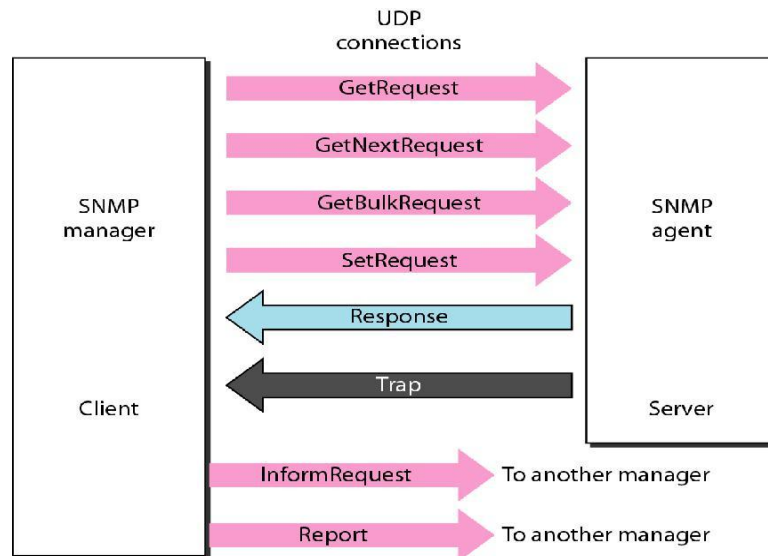 UDP
connections
GetRequest
GetNextRequest
GetBulkRequest
SetRequest
Response
Trap
SNMP
manager
Client
SNMP
agent
Server
InformRequest
To another manager
Report
To another manager